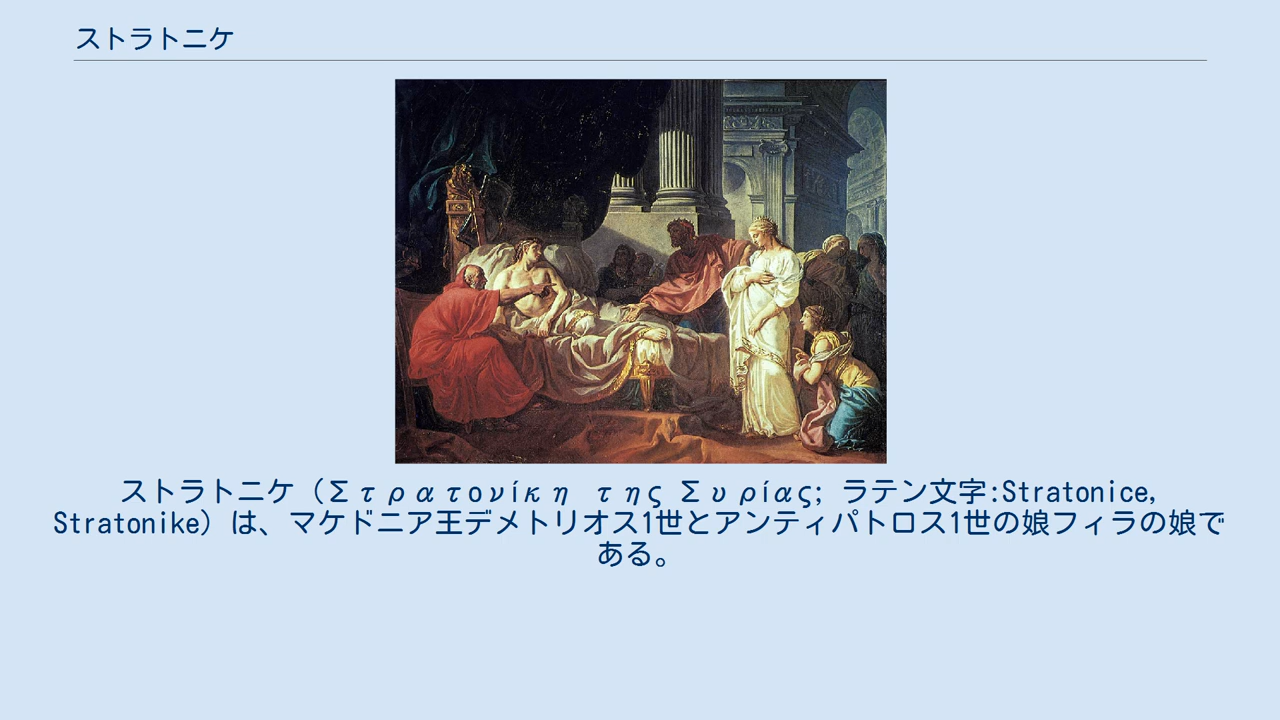 ストラトニケ
ストラトニケ（Στρατονίκη της Συρίας; ラテン文字:Stratonice,
Stratonike）は、マケドニア王デメトリオス1世とアンティパトロス1世の娘フィラの娘で
ある。